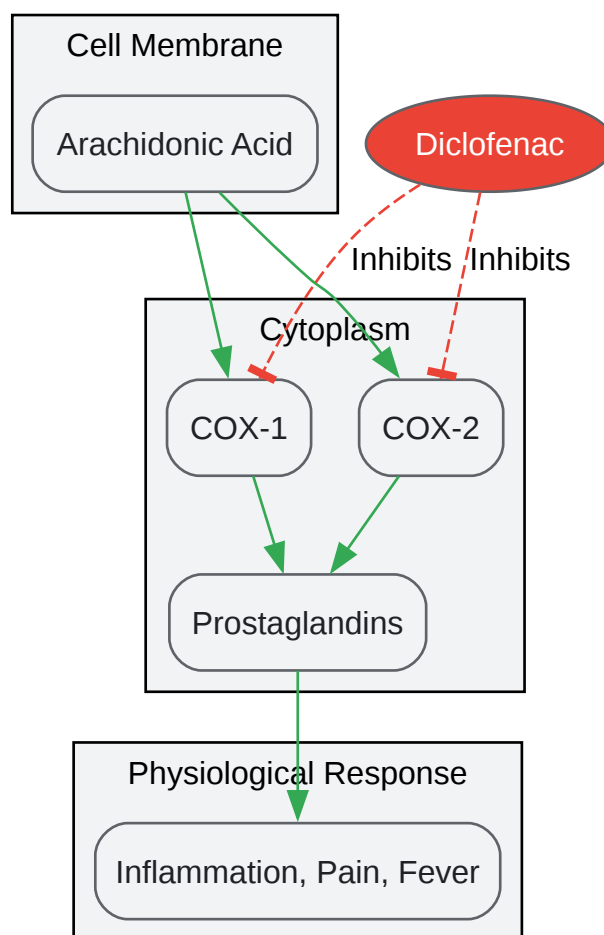 Cell Membrane
Arachidonic Acid
Diclofenac
Inhibits
Inhibits
Cytoplasm
COX-1
COX-2
Prostaglandins
Physiological Response
Inflammation, Pain, Fever